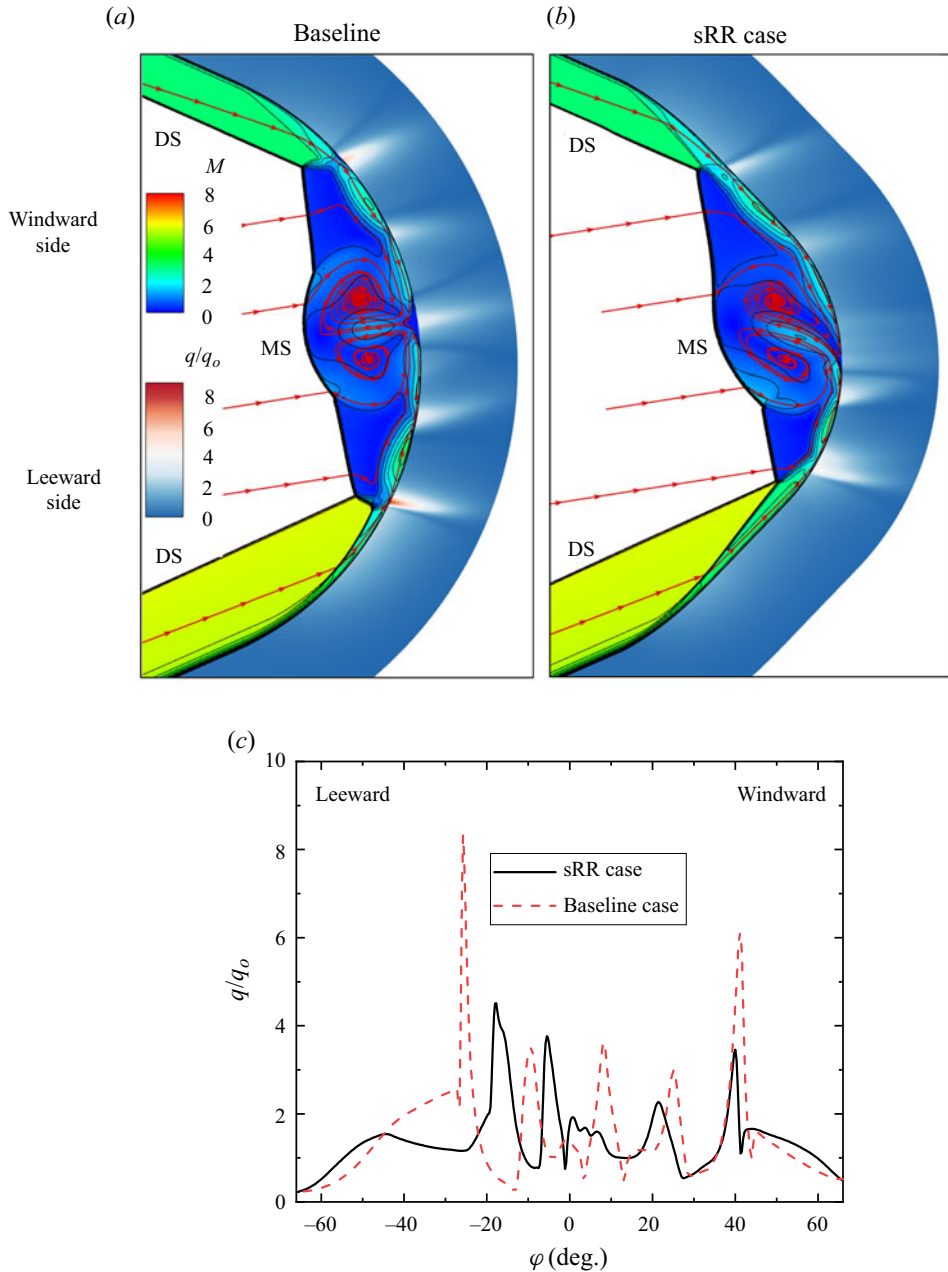 (a)
Baseline
DS
M
8
6
4
2
0
Windward
side
MS
q/qo
8
6
4
2
0
Leeward
side
DS
(b)
sRR case
DS
MS
DS
(c)
10
8
6
4
2
0
q/qo
Leeward
Windward
sRR case
Baseline case
−60 −40 −20 0 20 40 60
φ (deg.)